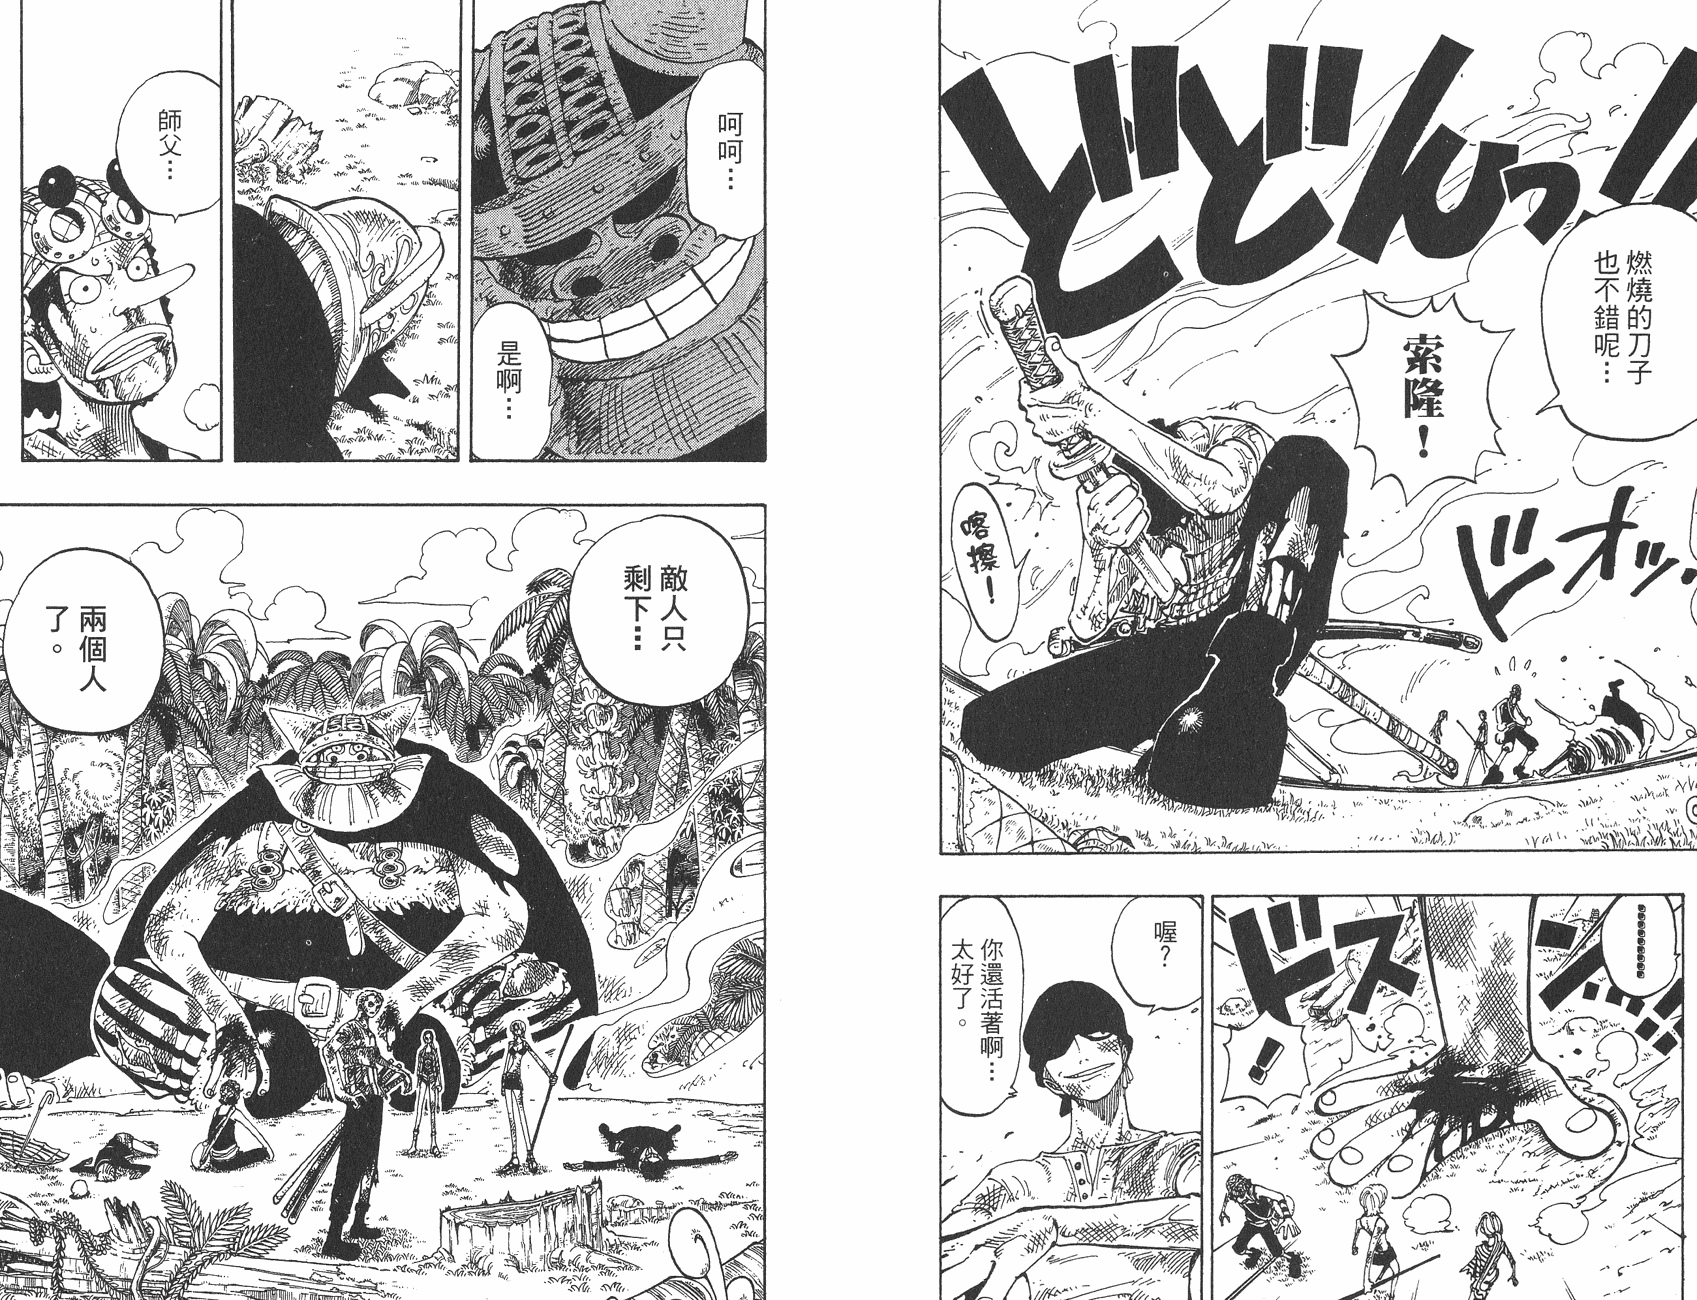 どどんっ!!
燃燒的刀子
也不錯呢…
索隆！
喀擦！
ドオッ
………
ドスッ!!
！
喔？
你還活著啊…
太好了。
呵呵…
是啊…
師父…
敵人只
剩下…
兩個人
了。